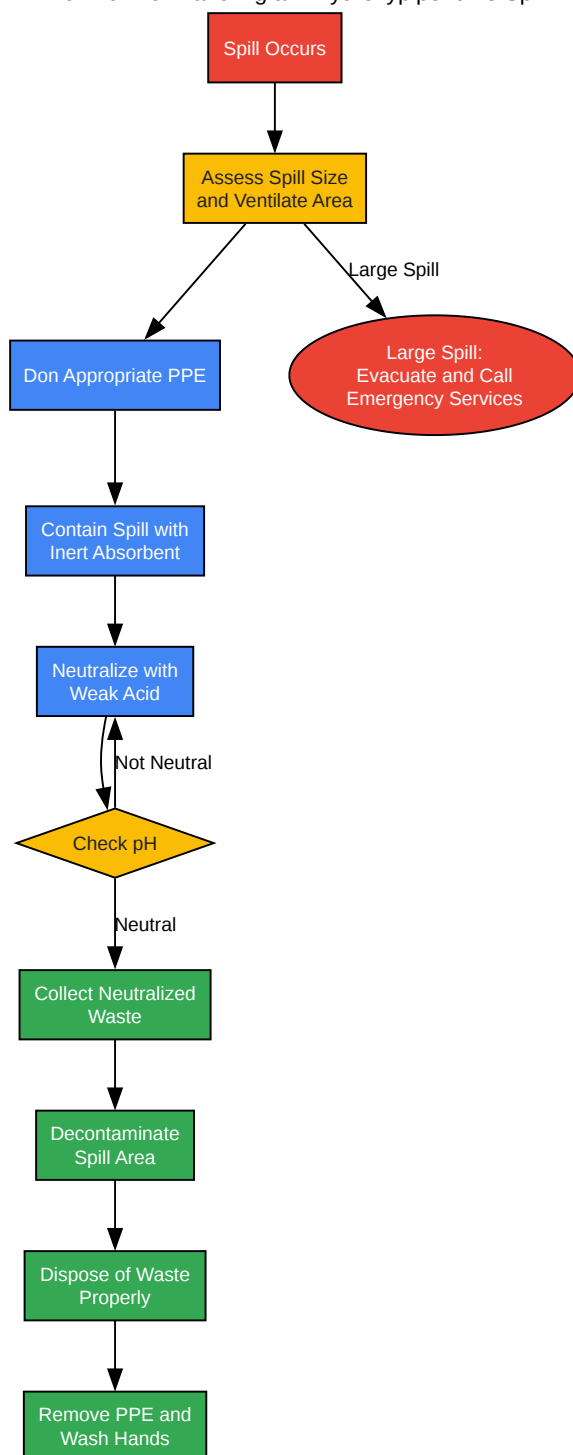 Spill Occurs
Assess Spill Size
and Ventilate Area
Large Spill
Don Appropriate PPE
Large Spill:
Evacuate and Call
Emergency Services
Contain Spill with
Inert Absorbent
Neutralize with
Weak Acid
Not Neutral
Check pH
Neutral
Collect Neutralized
Waste
Decontaminate
Spill Area
Dispose of Waste
Properly
Remove PPE and
Wash Hands